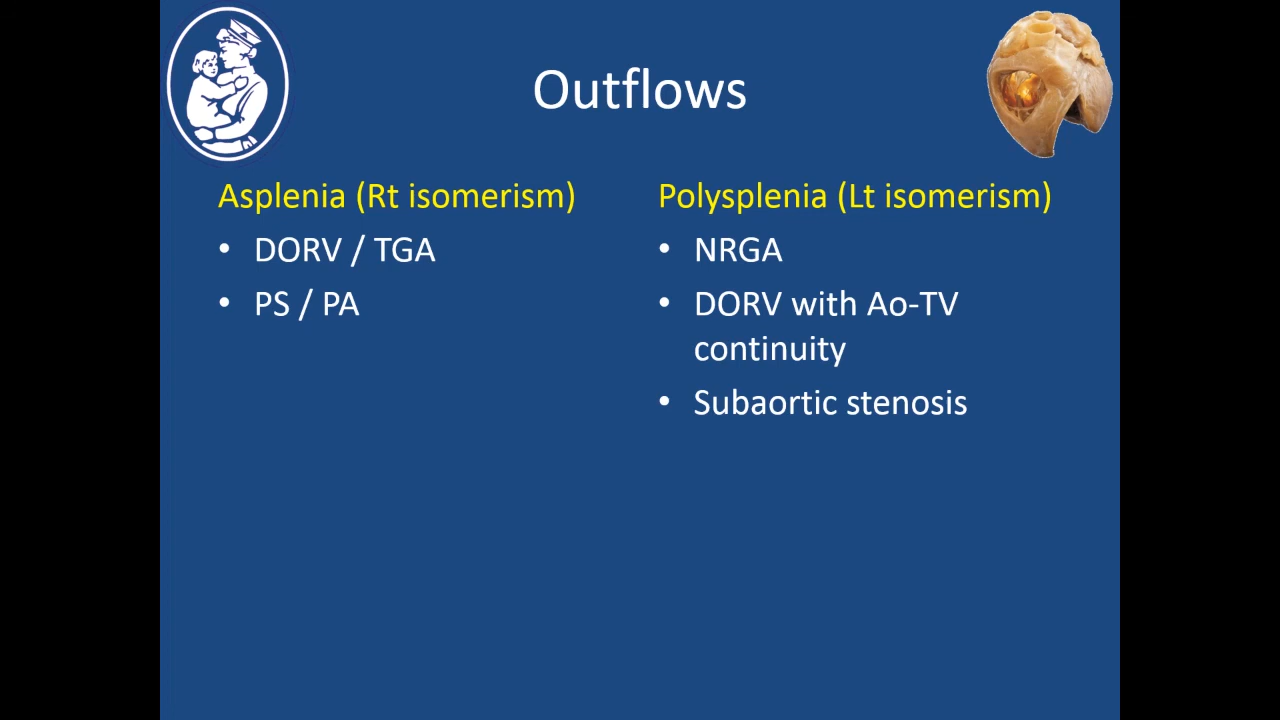 Outflows
Asplenia (Rt isomerism)
• DORV / TGA
• PS / PA
Polysplenia (Lt isomerism)
• NRGA
• DORV with Ao-TV
continuity
• Subaortic stenosis